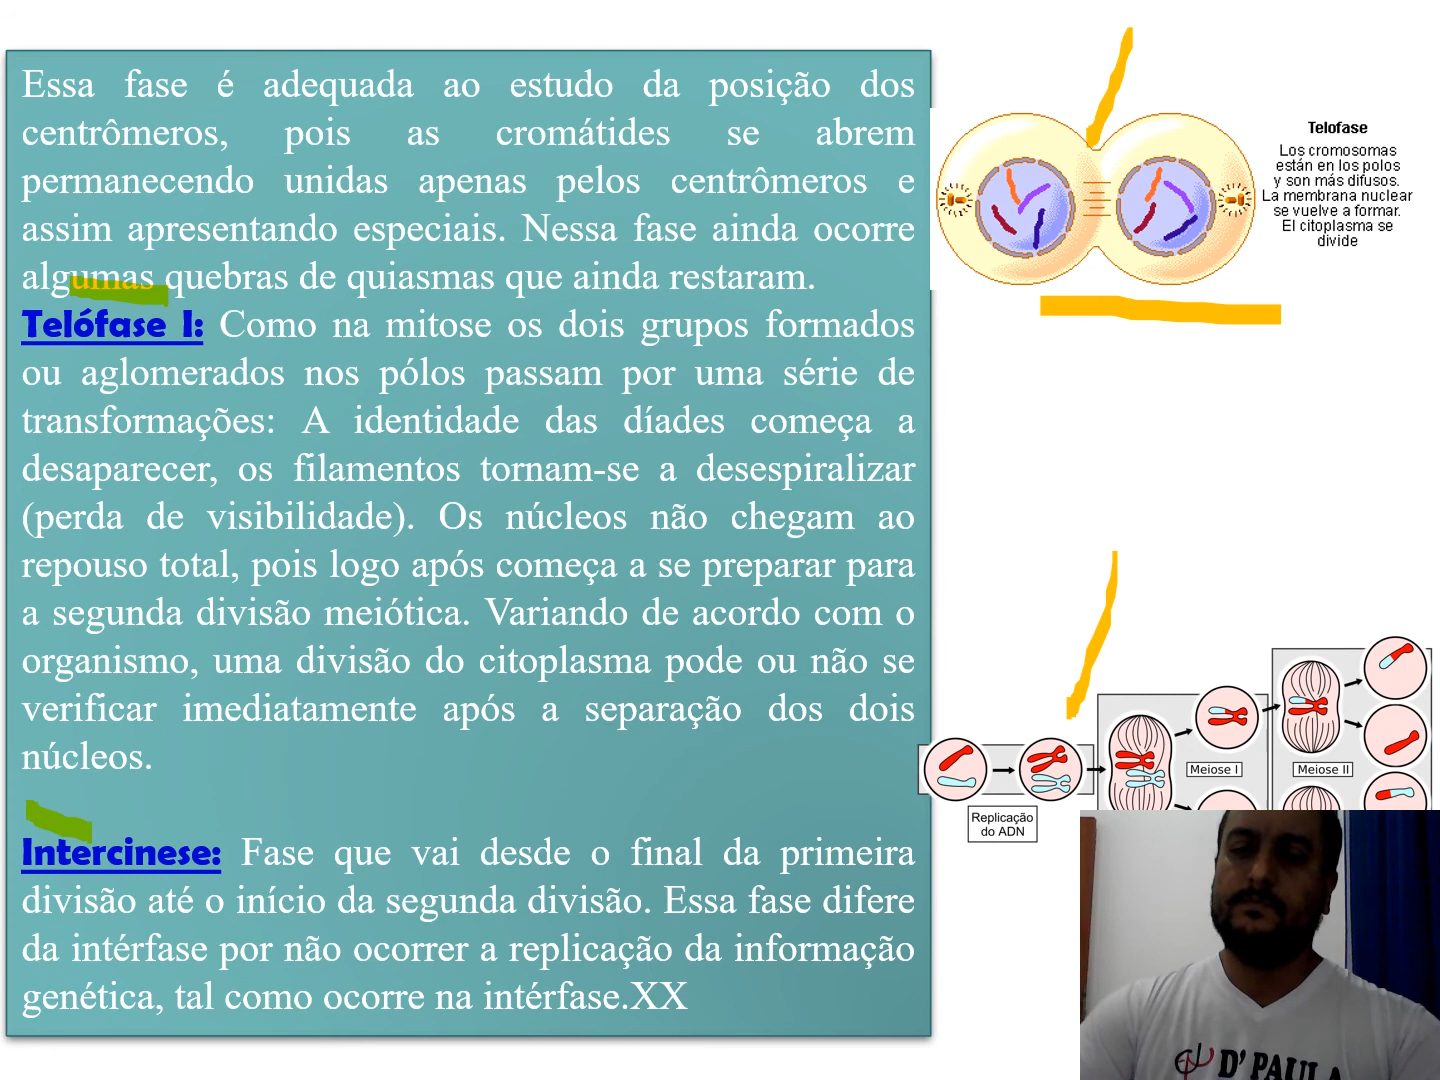 Essa fase é adequada ao estudo da posição dos
centrômeros, pois as cromátides se abrem
permanecendo unidas apenas pelos centrômeros e
assim apresentando especiais. Nessa fase ainda ocorre
algumas quebras de quiasmas que ainda restaram.
Telófase I: Como na mitose os dois grupos formados
ou aglomerados nos pólos passam por uma série de
transformações: A identidade das díades começa a
desaparecer, os filamentos tornam-se a desespiralizar
(perda de visibilidade). Os núcleos não chegam ao
repouso total, pois logo após começa a se preparar para
a segunda divisão meiótica. Variando de acordo com o
organismo, uma divisão do citoplasma pode ou não se
verificar imediatamente após a separação dos dois
núcleos.
Intercinese: Fase que vai desde o final da primeira
divisão até o início da segunda divisão. Essa fase difere
da intérfase por não ocorrer a replicação da informação
genética, tal como ocorre na intérfase.XX
Telofase
Los cromosomas
están en los polos
y son más difusos.
La membrana nuclear
se vuelve a formar.
El citoplasma se
divide
Replicação
do ADN
Meiose I
Meiose II
D' PAULA